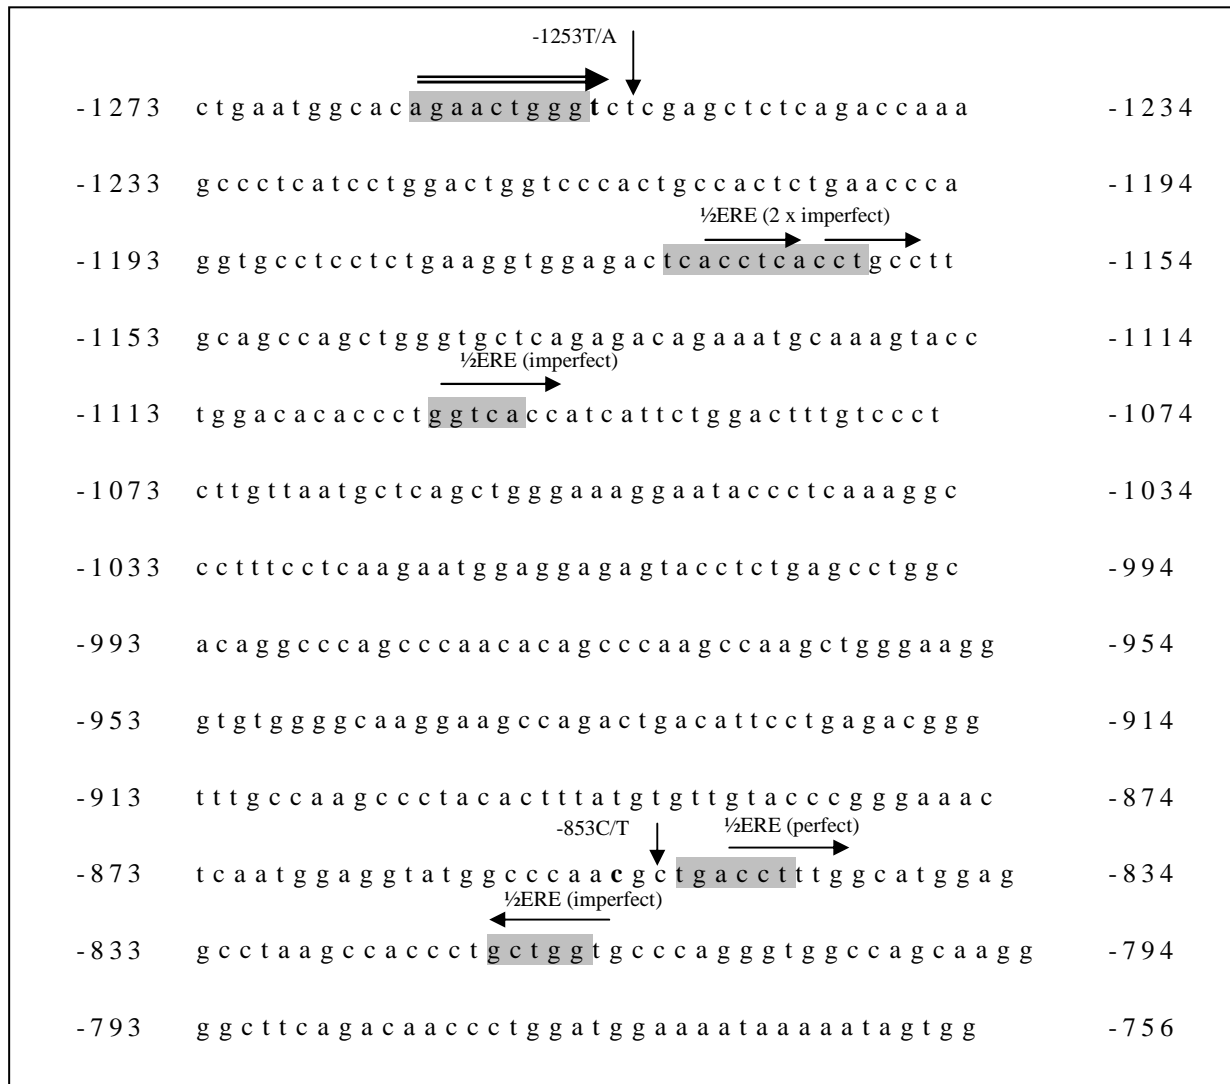 -1253T/A
-1273 c t g a a t g g c a c a g a a c t g g g t c t c g a g c t c t c a g a c c a a a -1234
-1233 g c c c t c a t c c t g g a c t g g t c c c a c t g c c a c t c t g a a c c c a -1194
½ERE (2 x imperfect)
-1193 g g t g c c t c c t c t g a a g g t g g a g a c t c a c c t c a c c t g c c t t -1154
-1153 g c a g c c a g c t g g g t g c t c a g a g a c a g a a a t g c a a a g t a c c -1114
½ERE (imperfect)
-1113 t g g a c a c a c c c t g g t c a c c a t c a t t c t g g a c t t t g t c c c t -1074
-1073 c t t g t t a a t g c t c a g c t g g g a a a g g a a t a c c c t c a a a g g c -1034
-1033 c c t t t c c t c a a g a a t g g a g g a g a g t a c c t c t g a g c c t g g c -994
-993 a c a g g c c c a g c c c a a c a c a g c c c a a g c c a a g c t g g g a a g g -954
-953 g t g t g g g g c a a g g a a g c c a g a c t g a c a t t c c t g a g a c g g g -914
-913 t t t g c c a a g c c c t a c a c t t t a t g t g t t g t a c c c g g g a a a c -874
-853C/T ½ERE (perfect)
-873 t c a a t g g a g g t a t g g c c c a a c g c c t g a c c t t t g g c a t g g a g -834
½ERE (imperfect)
-833 g c c t a a g c c a c c c t g c t g g t g c c c a g g g t g g c c a g c a a g g -794
-793 g g c t t c a g a c a a c c c t g g a t g g a a a a t a a a a a t a g t g g -756